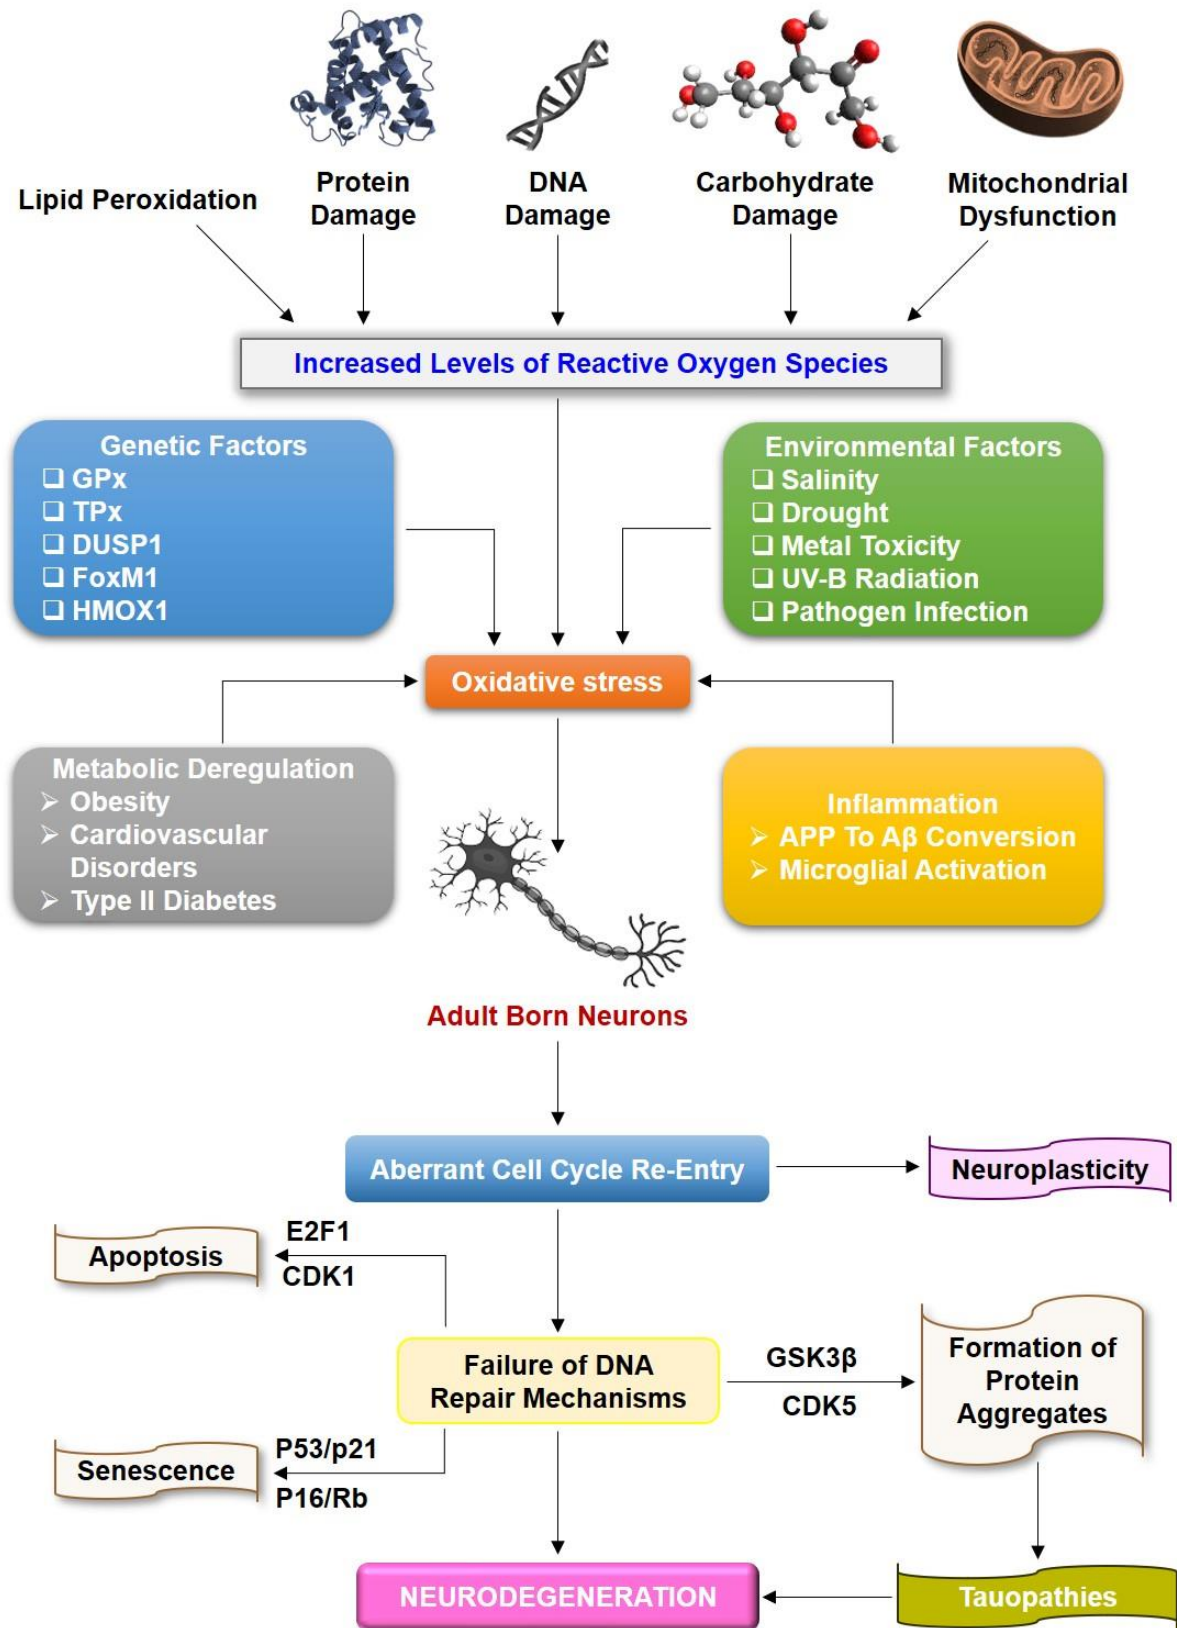 Lipid Peroxidation
Protein
Damage
DNA
Damage
Carbohydrate
Damage
Mitochondrial
Dysfunction
Increased Levels of Reactive Oxygen Species
Genetic Factors
❑ GPx
❑ TPx
❑ DUSP1
❑ FoxM1
❑ HMOX1
Environmental Factors
❑ Salinity
❑ Drought
❑ Metal Toxicity
❑ UV-B Radiation
❑ Pathogen Infection
Oxidative stress
Metabolic Deregulation
➢ Obesity
➢ Cardiovascular
Disorders
➢ Type II Diabetes
Inflammation
➢ APP To Aβ Conversion
➢ Microglial Activation
Adult Born Neurons
Aberrant Cell Cycle Re-Entry
Neuroplasticity
Apoptosis
E2F1
CDK1
Failure of DNA
Repair Mechanisms
GSK3β
CDK5
Formation of
Protein
Aggregates
Senescence
P53/p21
P16/Rb
NEURODEGENERATION
Tauopathies